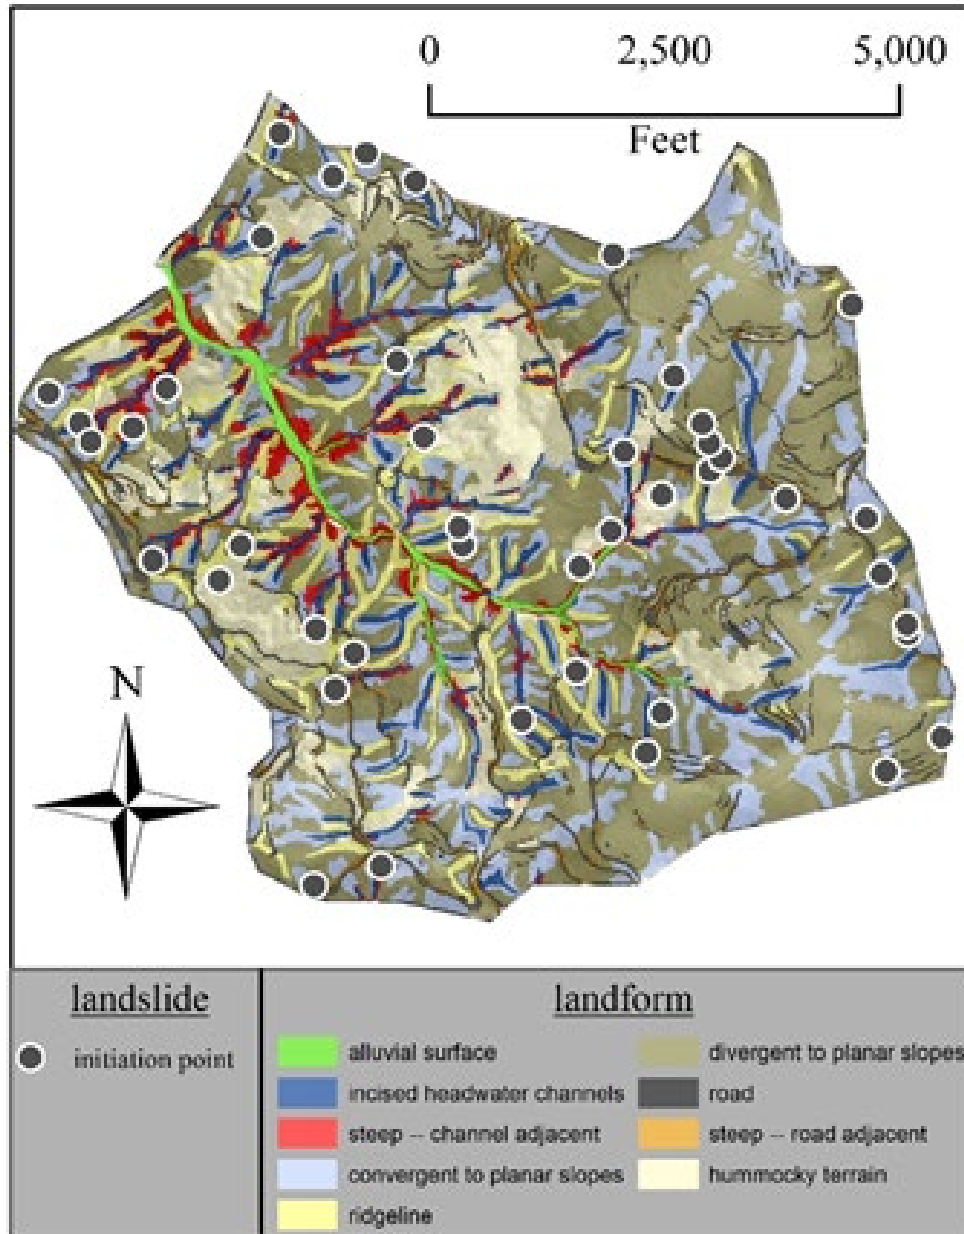 0 2,500 5,000
Feet
N
landslide
initiation point
landform
alluvial surface
incised headwater channels
steep -- channel adjacent
convergent to planar slopes
ridgeline
divergent to planar slopes
road
steep -- road adjacent
hummocky terrain